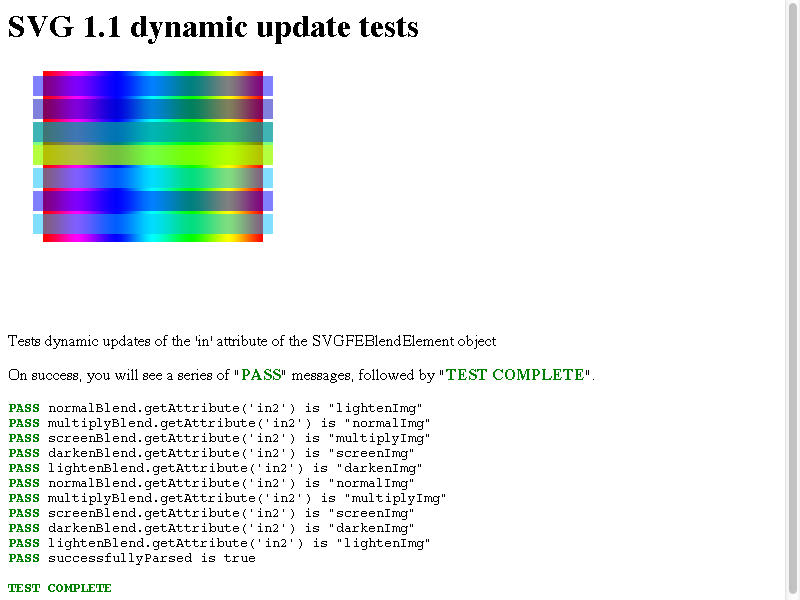 SVG 1.1 dynamic update tests
Tests dynamic updates of the 'in' attribute of the SVGFEBlendElement object
On success, you will see a series of "PASS" messages, followed by "TEST COMPLETE".
PASS normalBlend.getAttribute('in2') is "lightenImg"
PASS multiplyBlend.getAttribute('in2') is "normalImg"
PASS screenBlend.getAttribute('in2') is "multiplyImg"
PASS darkenBlend.getAttribute('in2') is "screenImg"
PASS lightenBlend.getAttribute('in2') is "darkenImg"
PASS normalBlend.getAttribute('in2') is "normalImg"
PASS multiplyBlend.getAttribute('in2') is "multiplyImg"
PASS screenBlend.getAttribute('in2') is "screenImg"
PASS darkenBlend.getAttribute('in2') is "darkenImg"
PASS lightenBlend.getAttribute('in2') is "lightenImg"
PASS successfullyParsed is true
TEST COMPLETE